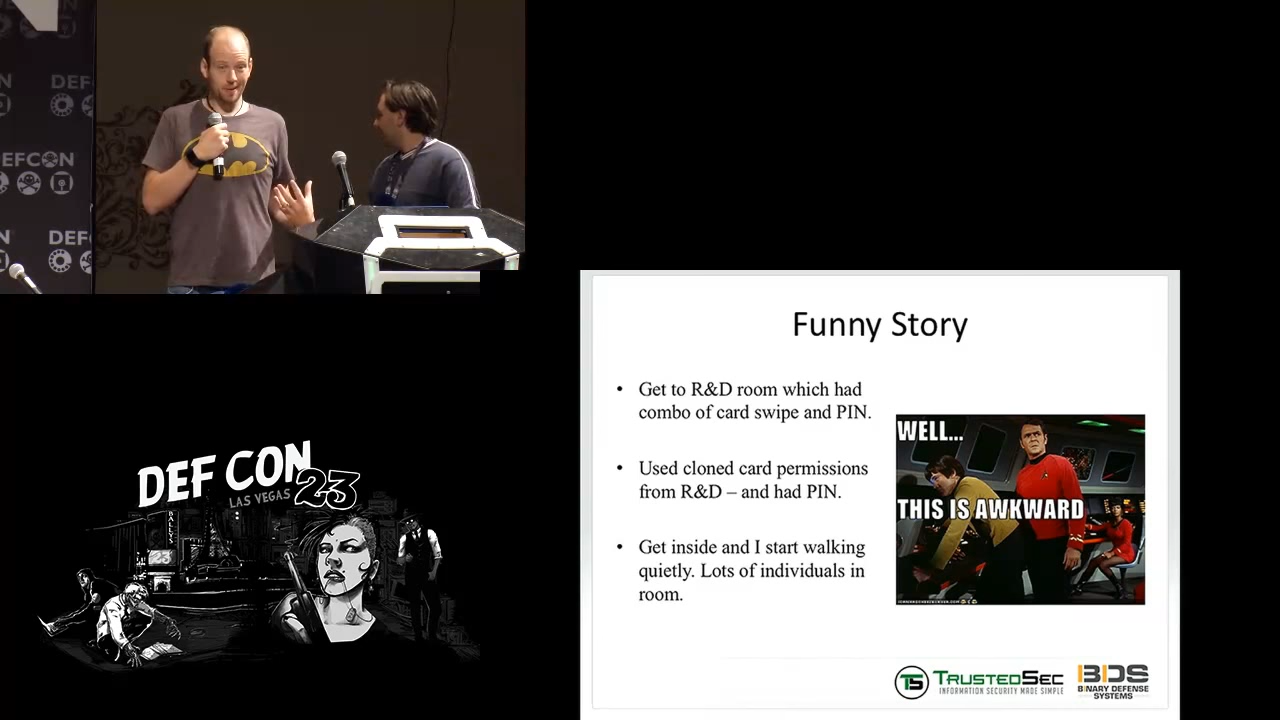 DEF
DEFCON
DEF
DEF CON
23
LAS VEGAS
BALLYS
Funny Story
• Get to R&D room which had
combo of card swipe and PIN.
• Used cloned card permissions
from R&D – and had PIN.
• Get inside and I start walking
quietly. Lots of individuals in
room.
WELL...
THIS IS AWKWARD
TS TRUSTEDSEC
INFORMATION SECURITY MADE SIMPLE
BDS
BINARY DEFENSE
SYSTEMS